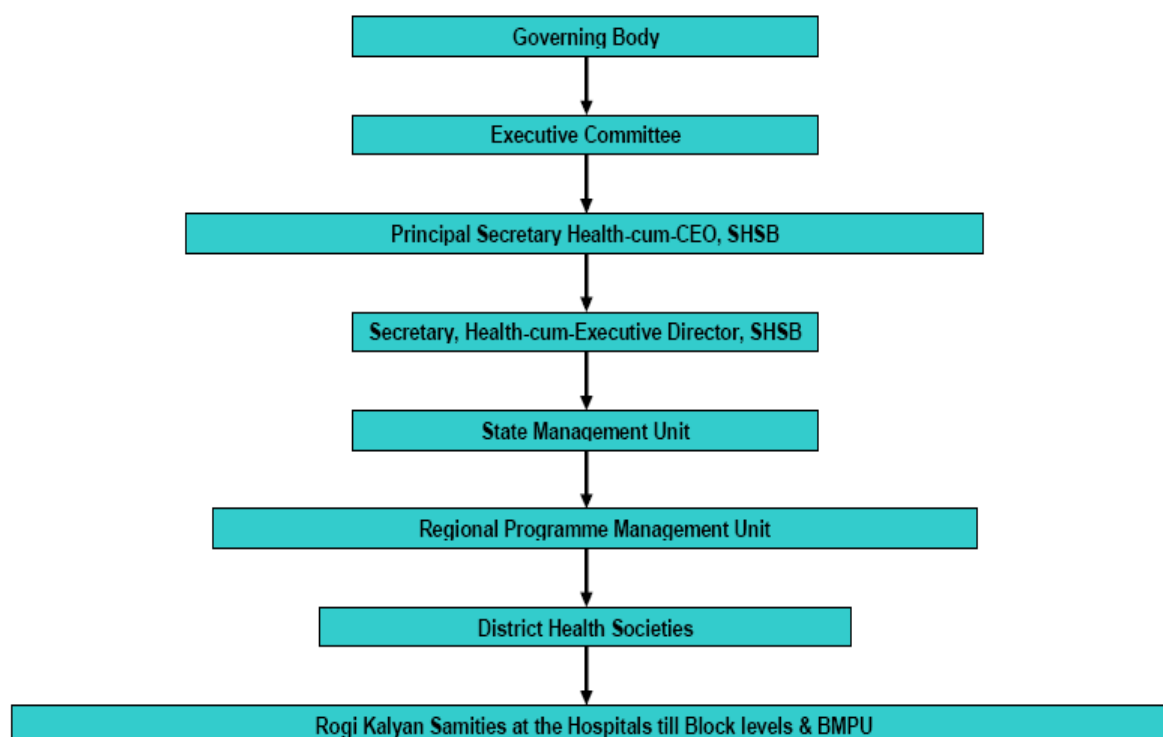 Governing Body
Executive Committee
Principal Secretary Health-cum-CEO, SHSB
Secretary, Health-cum-Executive Director, SHSB
State Management Unit
Regional Programme Management Unit
District Health Societies
Rogi Kalyan Samities at the Hospitals till Block levels & BMPU